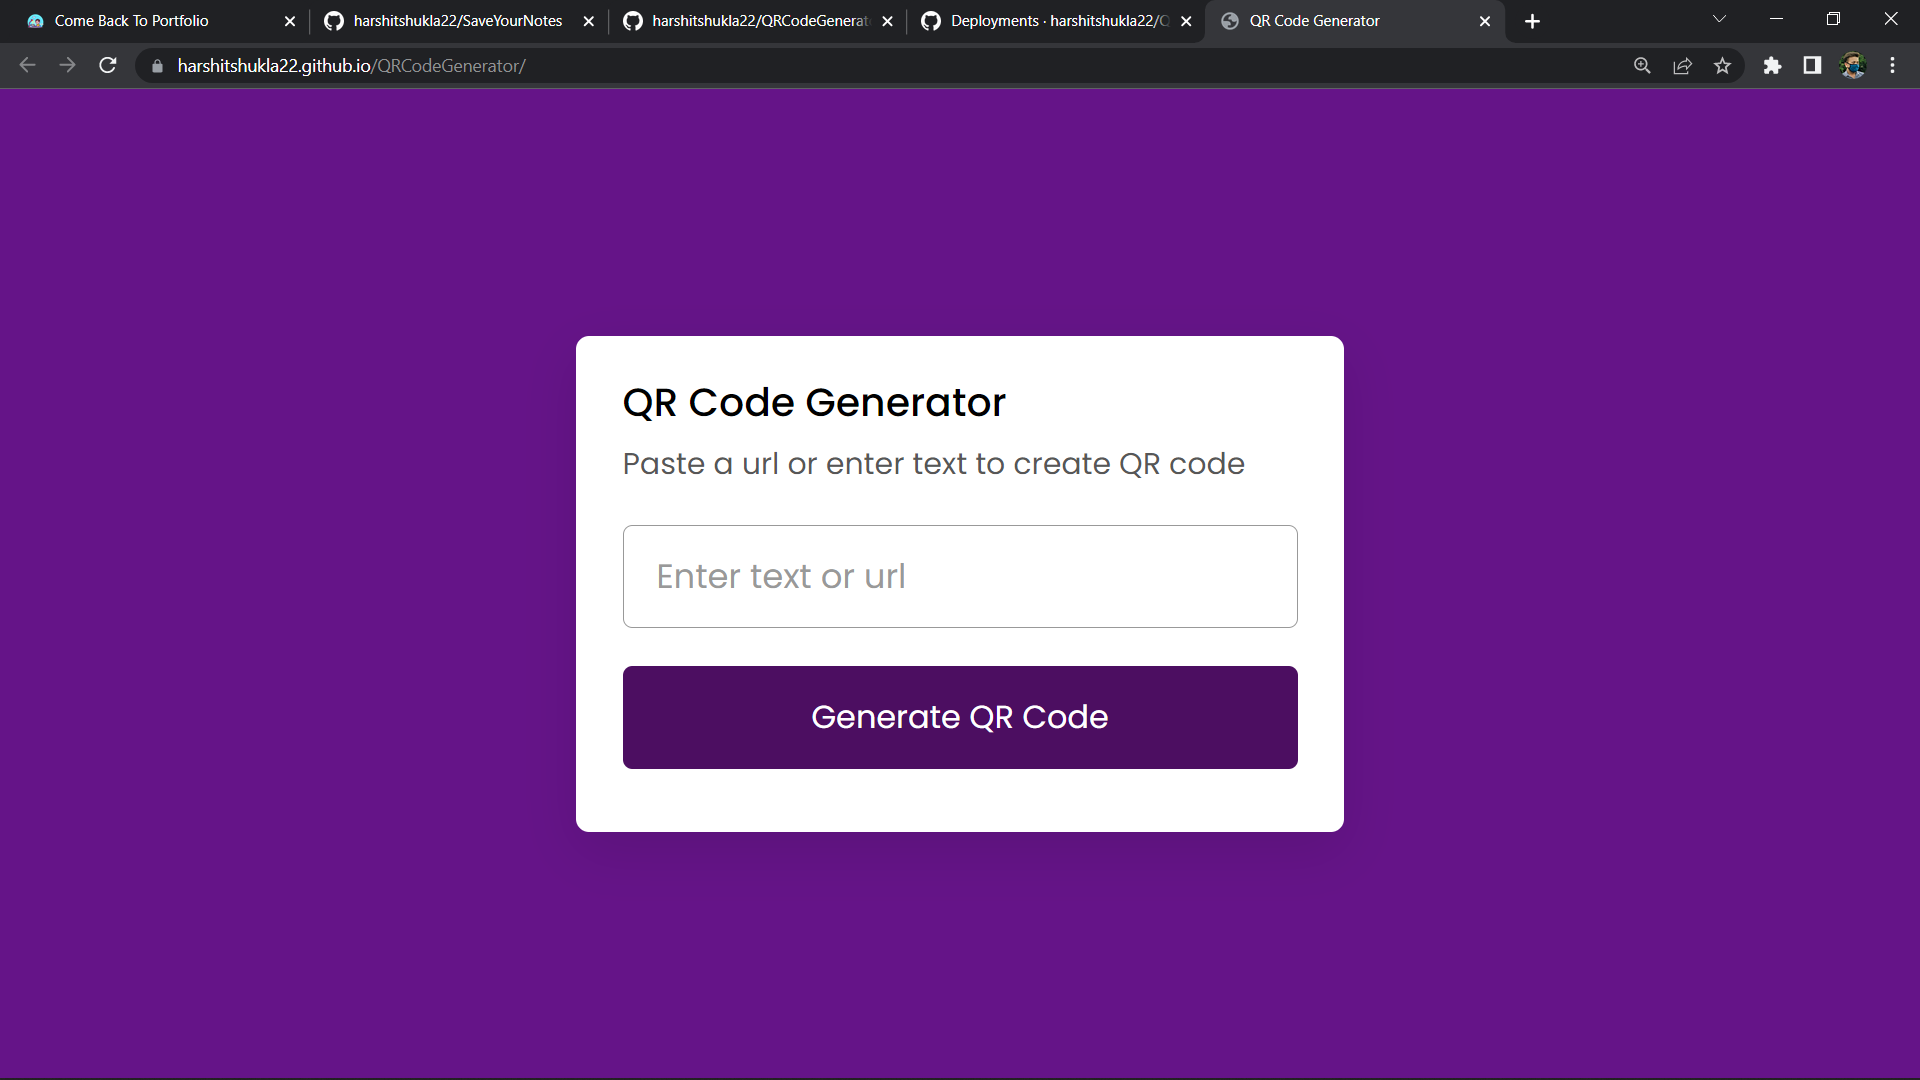 Come Back To Portfolio
harshitshukla22/SaveYourNotes
harshitshukla22/QRCodeGenerat
Deployments · harshitshukla22/Q
QR Code Generator
harshitshukla22.github.io/QRCodeGenerator/
QR Code Generator
Paste a url or enter text to create QR code
Enter text or url
Generate QR Code